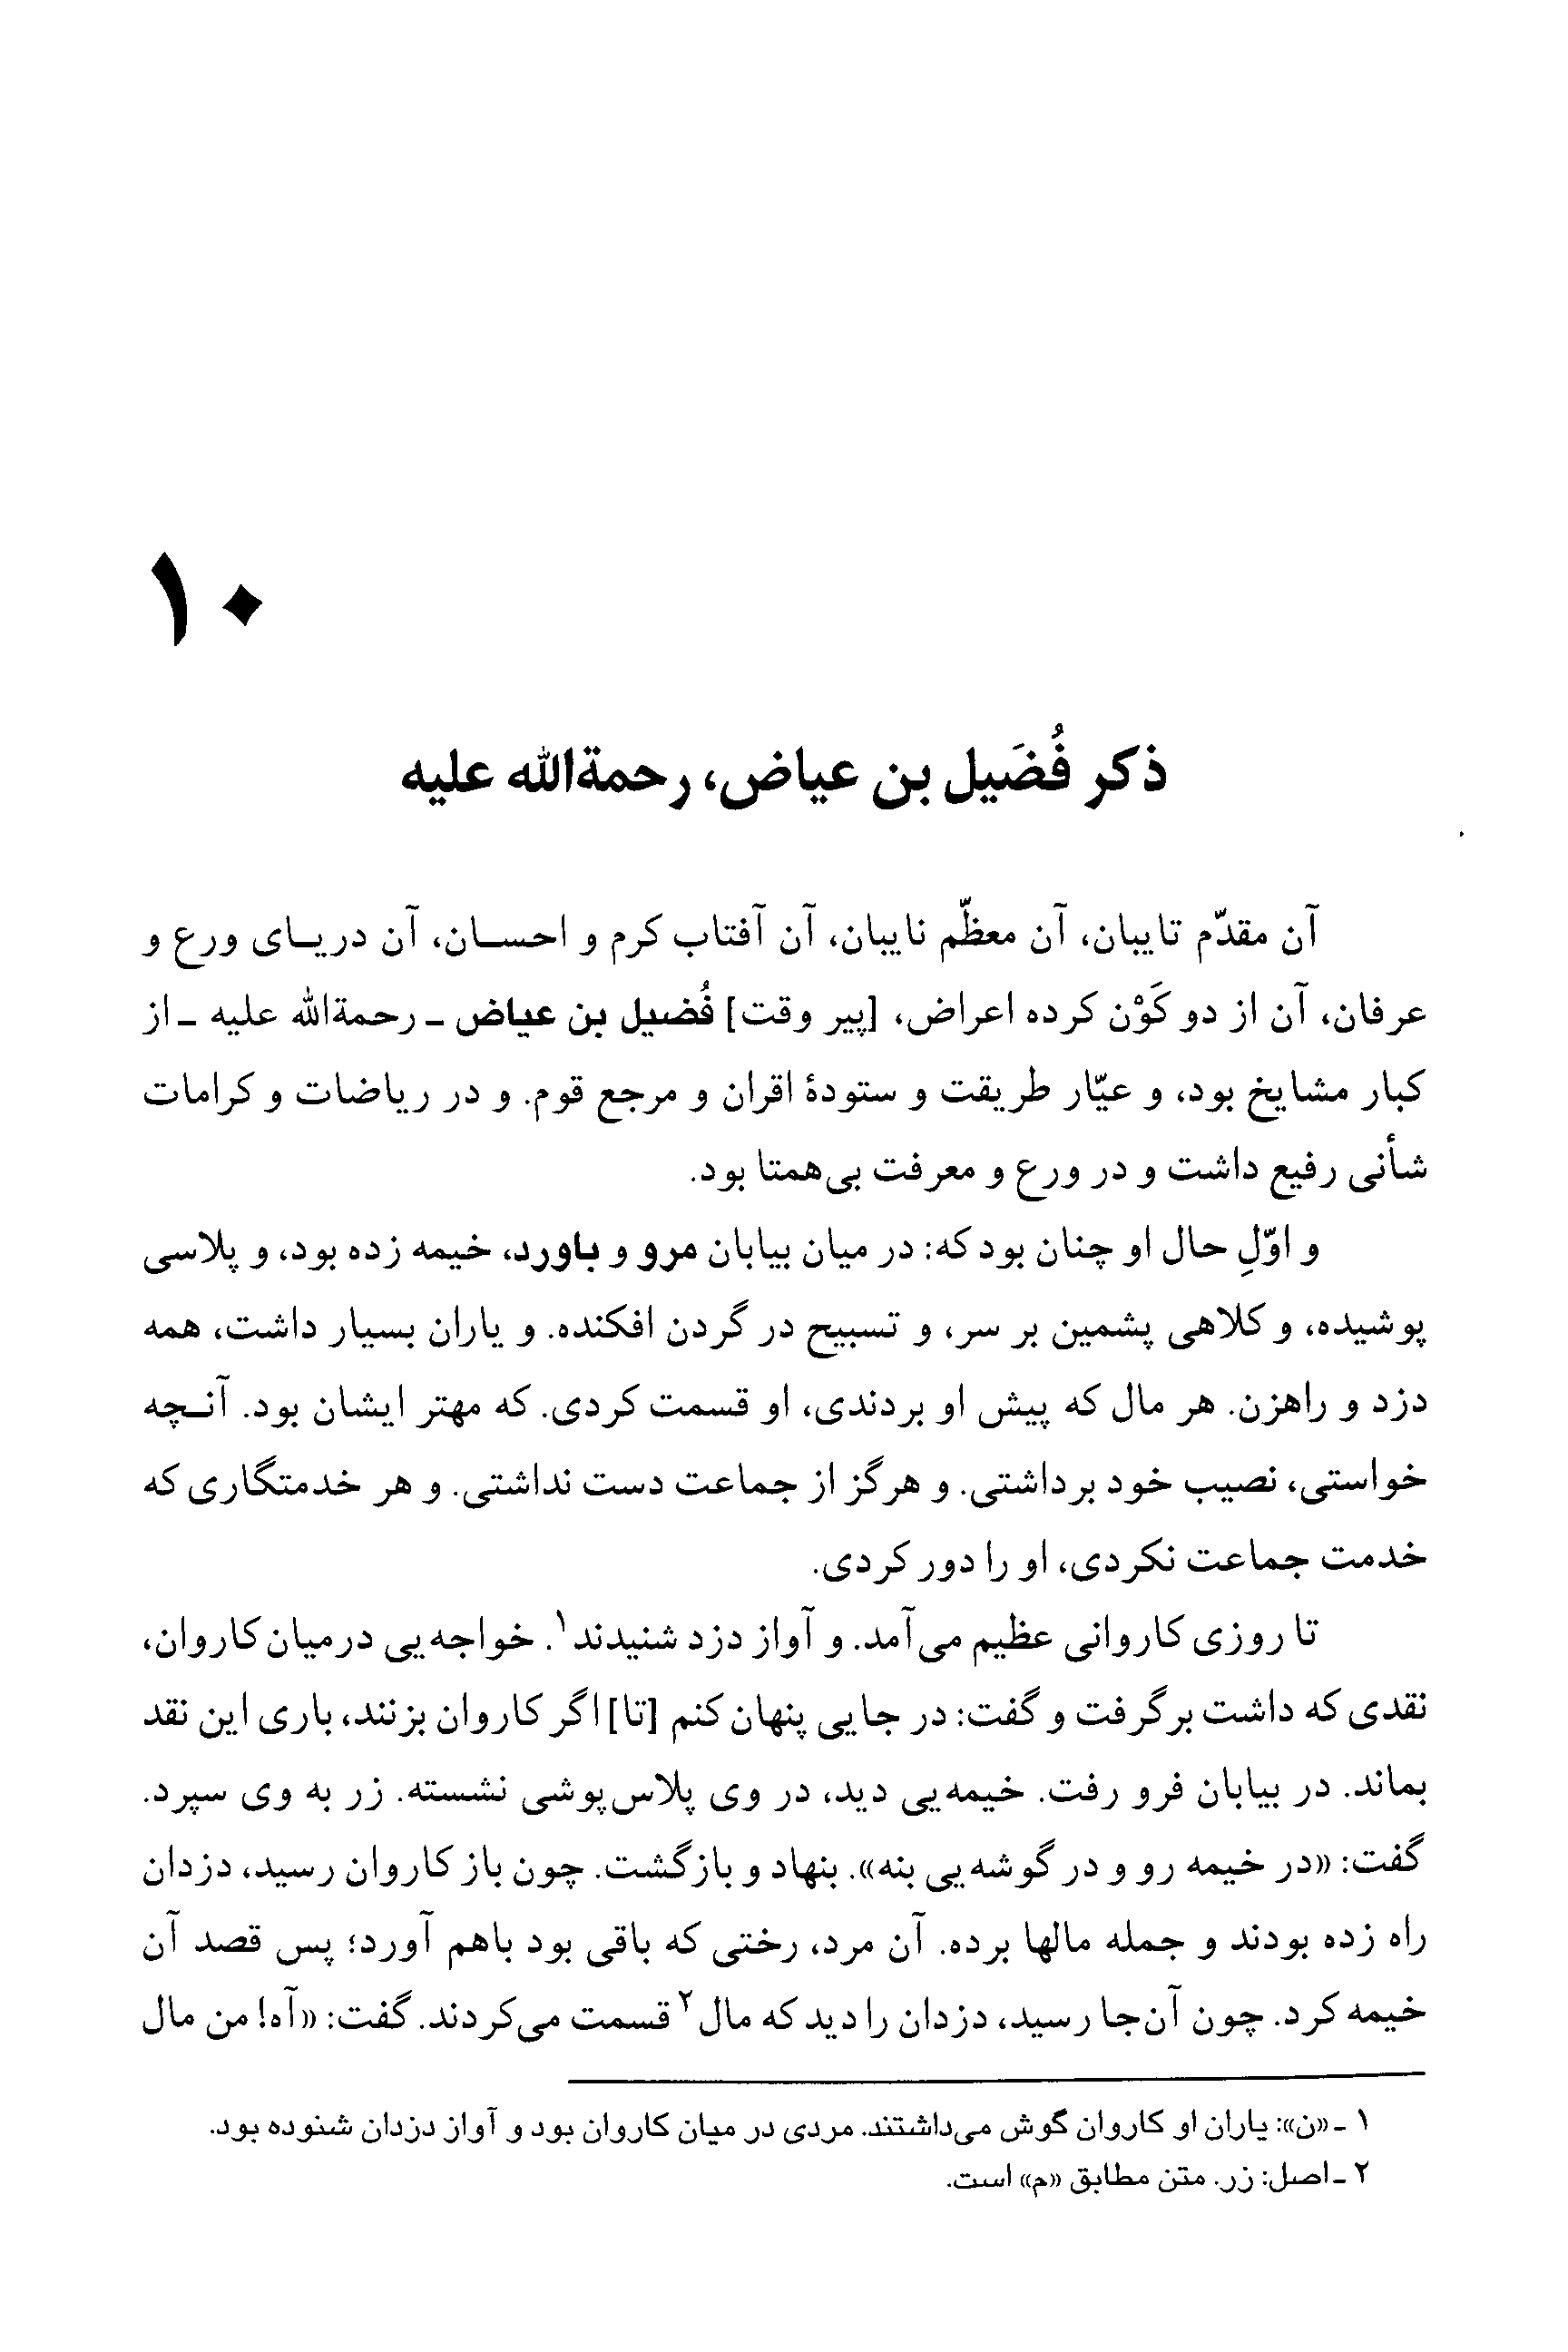 ۱۰
ذکر فُضَیل بن عیاض، رحمةالله علیه
آن مقدّم تایبان، آن معظّم نایبان، آن آفتاب کرم و احسان، آن دریای ورع و
عرفان، آن از دو کَوْن کرده اعراض، [پیر وقت] فُضیل بن عیاض ـ رحمةالله علیه ـ از
کبار مشایخ بود، و عیّار طریقت و ستودهٔ اقران و مرجع قوم. و در ریاضات و کرامات
شأنی رفیع داشت و در ورع و معرفت بی‌همتا بود.
و اوّلِ حال او چنان بود که: در میان بیابان مرو و باورد، خیمه زده بود، و پلاسی
پوشیده، و کلاهی پشمین بر سر، و تسبیح در گردن افکنده. و یاران بسیار داشت، همه
دزد و راهزن. هر مال که پیش او بردندی، او قسمت کردی. که مهتر ایشان بود. آنچه
خواستی، نصیب خود برداشتی. و هرگز از جماعت دست نداشتی. و هر خدمتگاری که
خدمت جماعت نکردی، او را دور کردی.
تا روزی کاروانی عظیم می‌آمد. و آواز دزد شنیدند۱. خواجه‌یی درمیان کاروان،
نقدی که داشت برگرفت و گفت: در جایی پنهان کنم [تا] اگر کاروان بزنند، باری این نقد
بماند. در بیابان فرو رفت. خیمه‌یی دید، در وی پلاس‌پوشی نشسته. زر به وی سپرد.
گفت: «در خیمه رو و در گوشه‌یی بنه». بنهاد و بازگشت. چون باز کاروان رسید، دزدان
راه زده بودند و جمله مالها برده. آن مرد، رختی که باقی بود باهم آورد؛ پس قصد آن
خیمه کرد. چون آن‌جا رسید، دزدان را دید که مال۲ قسمت می‌کردند. گفت: «آه! من مال
۱ ـ «ن»: یاران او کاروان گوش می‌داشتند. مردی در میان کاروان بود و آواز دزدان شنوده بود.
۲ ـ اصل: زر. متن مطابق «م» است.